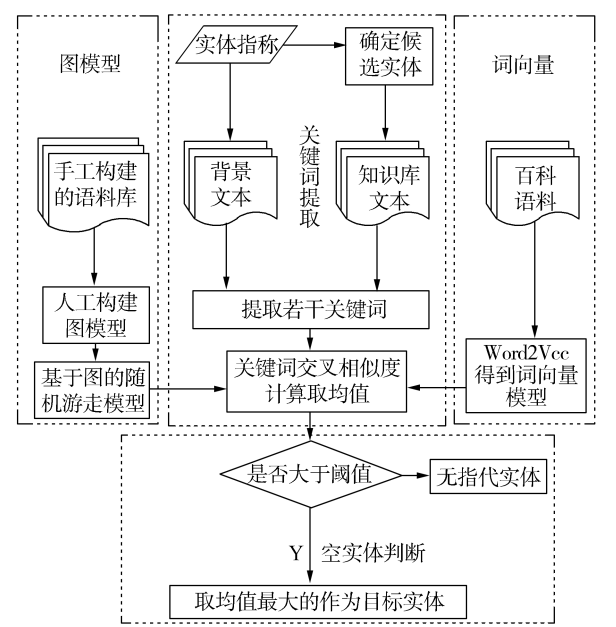 图模型
手工构建
的语料库
人工构建
图模型
基于图的随
机游走模型
实体指称
确定候
选实体
关键词提取
背景
文本
知识库
文本
提取若干关键词
关键词交叉相似度
计算取均值
词向量
百科
语料
Word2Vcc
得到词向量
模型
是否大于阈值
无指代实体
Y 空实体判断
取均值最大的作为目标实体